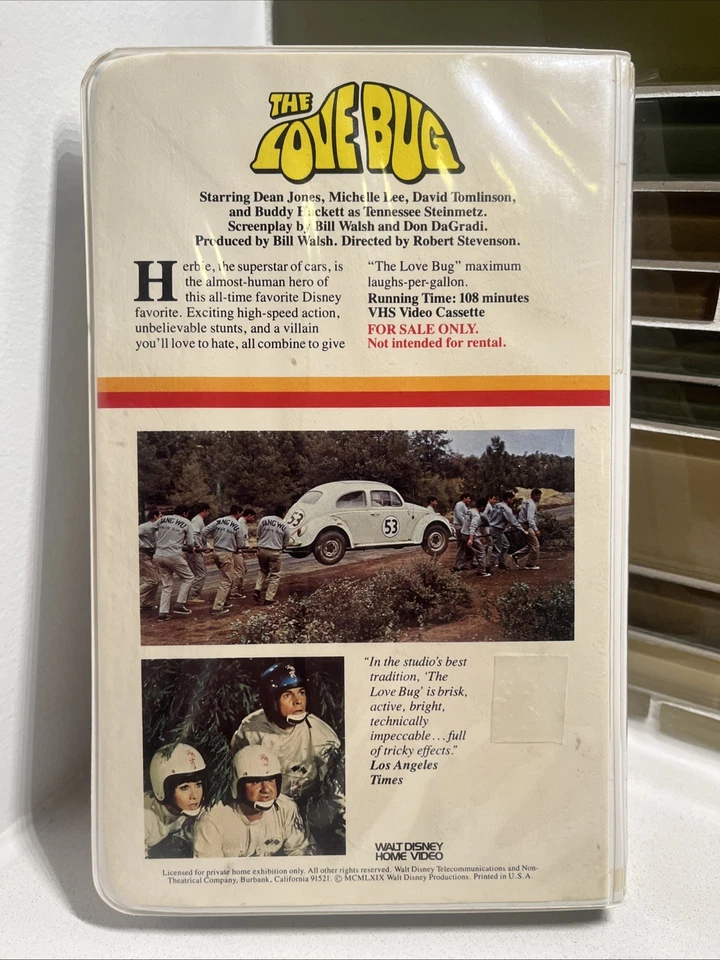 THE
LOVE BUG
Starring Dean Jones, Michelle Lee, David Tomlinson,
and Buddy Hackett as Tennessee Steinmetz.
Screenplay by Bill Walsh and Don DaGradi.
Produced by Bill Walsh. Directed by Robert Stevenson.
Herbie, the superstar of cars, is
the almost-human hero of
this all-time favorite Disney
favorite. Exciting high-speed action,
unbelievable stunts, and a villain
you'll love to hate, all combine to give
"The Love Bug" maximum
laughs-per-gallon.
Running Time: 108 minutes
VHS Video Cassette
FOR SALE ONLY.
Not intended for rental.
TANG WU
TANG WU
TANG WU
53
53
"In the studio's best
tradition, 'The
Love Bug' is brisk,
active, bright,
technically
impeccable...full
of tricky effects."
Los Angeles
Times
WALT DISNEY
HOME VIDEO
Licensed for private home exhibition only. All other rights reserved. Walt Disney Telecommunications and Non-
Theatrical Company, Burbank, California 91521. © MCMLXIX Walt Disney Productions. Printed in U.S.A.